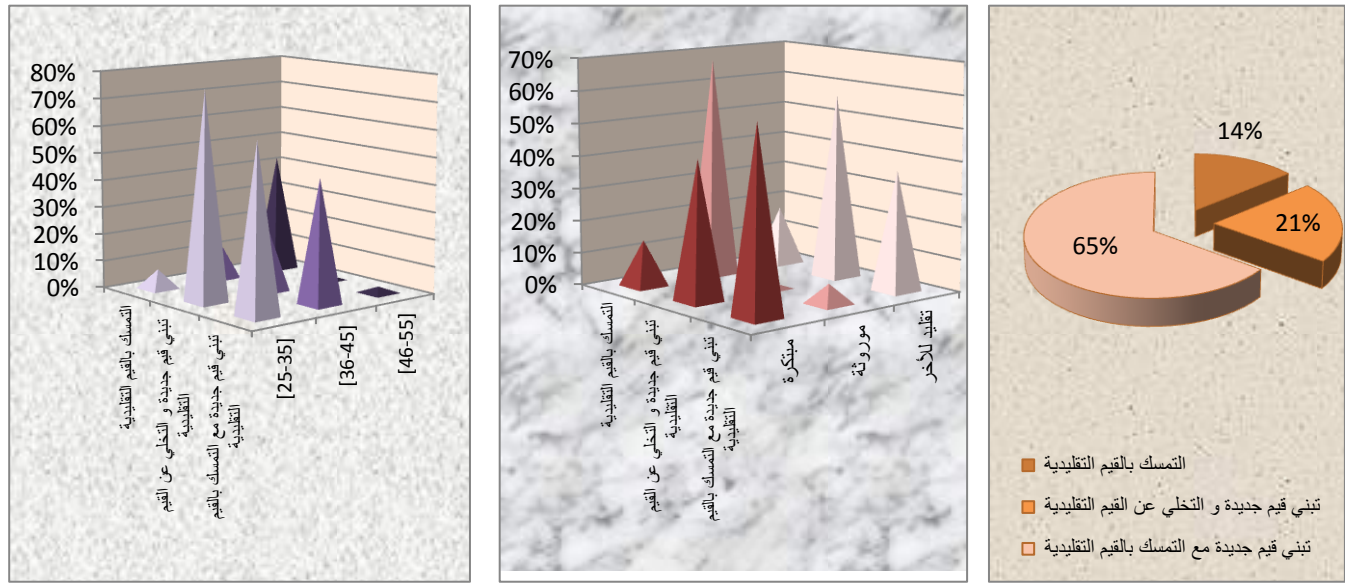 80%
70%
60%
50%
40%
30%
20%
10%
0%
التمسك بالقيم التقليدية
تبني قيم جديدة و التخلي عن القيم
التقليدية
تبني قيم جديدة مع التمسك بالقيم
التقليدية
[25-35]
[36-45]
[46-55]
70%
60%
50%
40%
30%
20%
10%
0%
التمسك بالقيم التقليدية
تبني قيم جديدة و التخلي عن القيم
التقليدية
تبني قيم جديدة مع التمسك بالقيم
التقليدية
مبتكرة
موروثة
تقليد للأخر
14%
21%
65%
التمسك بالقيم التقليدية
تبني قيم جديدة و التخلي عن القيم التقليدية
تبني قيم جديدة مع التمسك بالقيم التقليدية